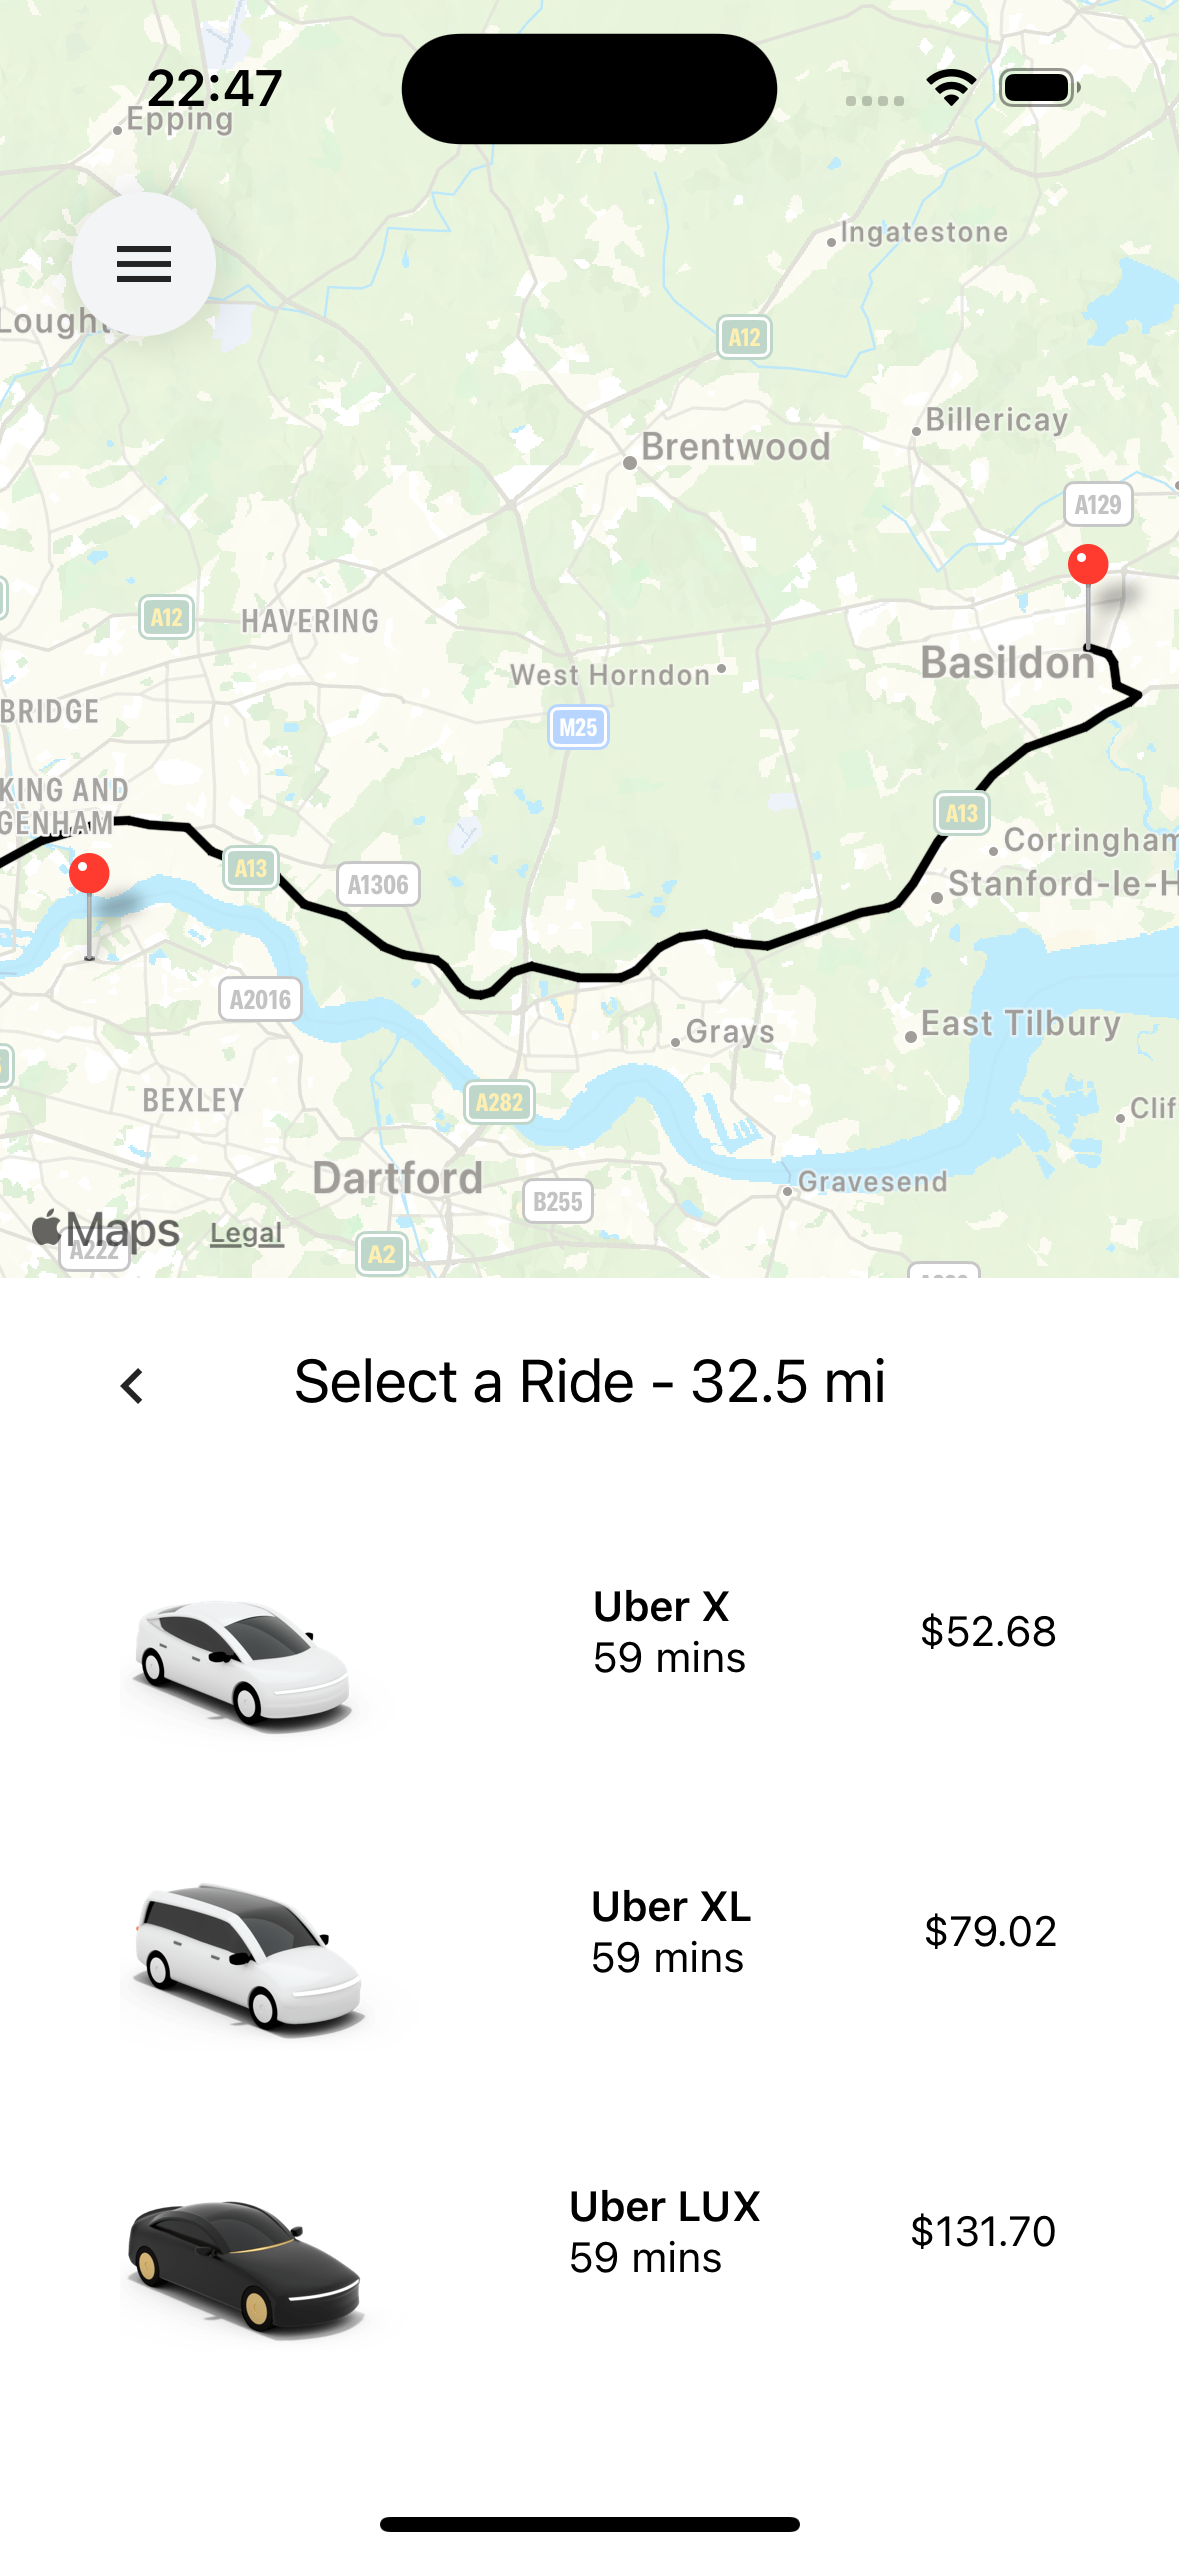 22:47
Epping
Ingatestone
Lought
A12
Billericay
Brentwood
A129
A12
HAVERING
Basildon
West Horndon
BRIDGE
M25
KING AND
GENHAM
A13
Corringham
A13
A1306
Stanford-le-H
A2016
East Tilbury
Grays
BEXLEY
A282
Clif
Dartford
Gravesend
B255
Maps
Legal
A222
A2
Select a Ride - 32.5 mi
Uber X
59 mins
$52.68
Uber XL
59 mins
$79.02
Uber LUX
59 mins
$131.70